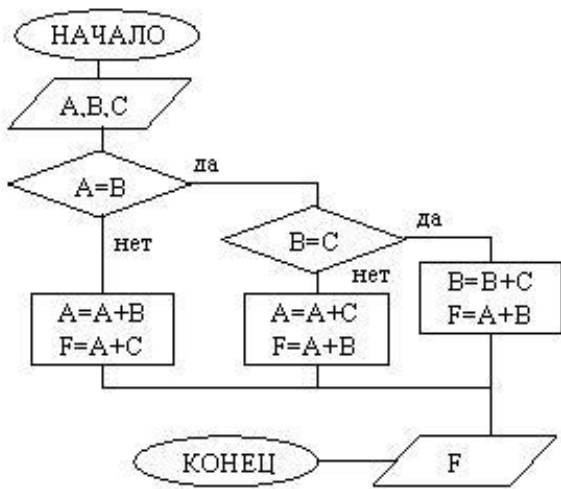 НАЧАЛО
A,B,C
A=B
да
нет
B=C
да
нет
A=A+B
F=A+C
A=A+C
F=A+B
B=B+C
F=A+B
КОНЕЦ
F